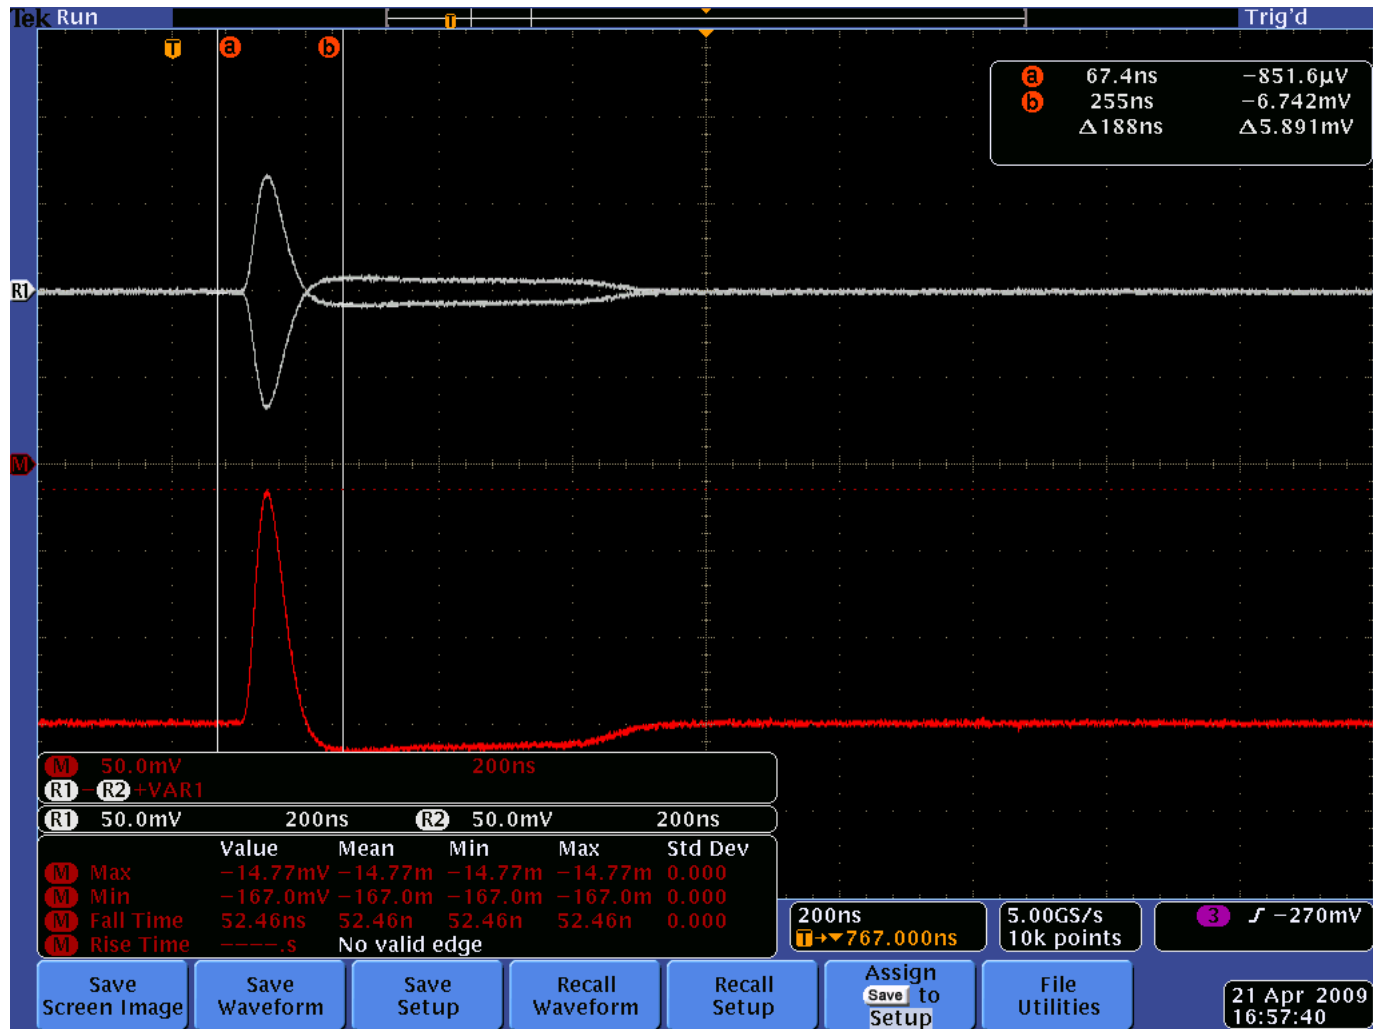 Tek Run Trig'd
T
T a b
a 67.4ns −851.6µV
b 255ns −6.742mV
Δ188ns Δ5.891mV
R1
M
M 50.0mV 200ns
R1 − R2 +VAR1
R1 50.0mV 200ns R2 50.0mV 200ns
Value Mean Min Max Std Dev
M Max −14.77mV −14.77m −14.77m −14.77m 0.000
M Min −167.0mV −167.0m −167.0m −167.0m 0.000
M Fall Time 52.46ns 52.46n 52.46n 52.46n 0.000
M Rise Time ----.s No valid edge
200ns
T→▼767.000ns
5.00GS/s
10k points
3 ∫ −270mV
Save
Screen Image
Save
Waveform
Save
Setup
Recall
Waveform
Recall
Setup
Assign
Save to
Setup
File
Utilities
21 Apr 2009
16:57:40